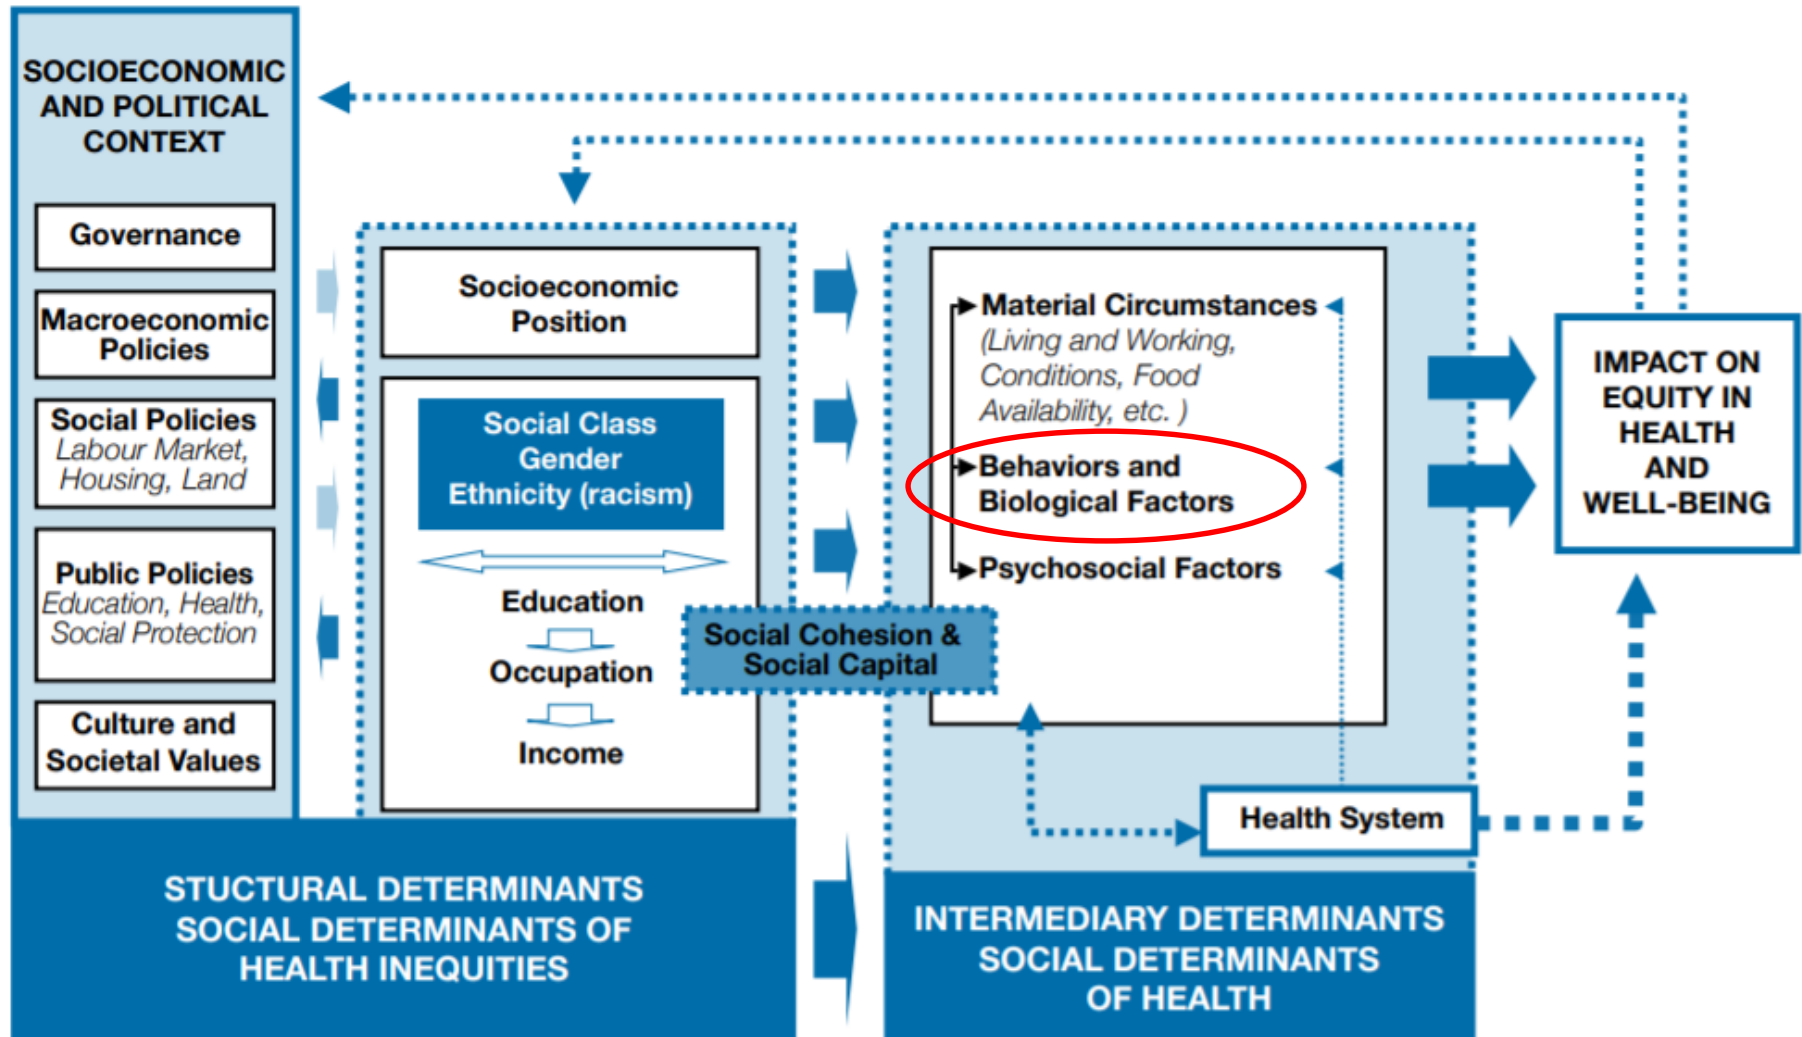 SOCIOECONOMIC
AND POLITICAL
CONTEXT
Governance
Macroeconomic
Policies
Social Policies
Labour Market,
Housing, Land
Public Policies
Education, Health,
Social Protection
Culture and
Societal Values
Socioeconomic
Position
Social Class
Gender
Ethnicity (racism)
Education
Occupation
Income
Social Cohesion &
Social Capital
Material Circumstances
(Living and Working,
Conditions, Food
Availability, etc. )
Behaviors and
Biological Factors
Psychosocial Factors
Health System
IMPACT ON
EQUITY IN
HEALTH
AND
WELL-BEING
STUCTURAL DETERMINANTS
SOCIAL DETERMINANTS OF
HEALTH INEQUITIES
INTERMEDIARY DETERMINANTS
SOCIAL DETERMINANTS
OF HEALTH